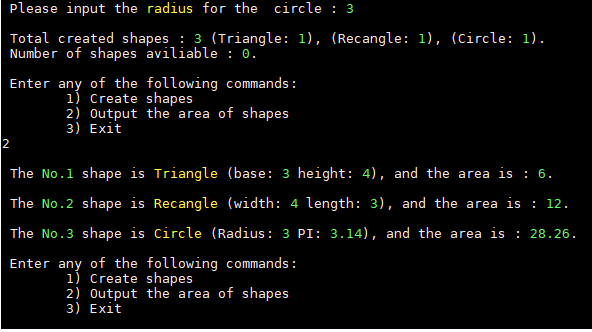 Please input the radius for the  circle : 3
Total created shapes : 3 (Triangle: 1), (Recangle: 1), (Circle: 1).
Number of shapes aviliable : 0.
Enter any of the following commands:
1) Create shapes
2) Output the area of shapes
3) Exit
2
The No.1 shape is Triangle (base: 3 height: 4), and the area is : 6.
The No.2 shape is Recangle (width: 4 length: 3), and the area is : 12.
The No.3 shape is Circle (Radius: 3 PI: 3.14), and the area is : 28.26.
Enter any of the following commands:
1) Create shapes
2) Output the area of shapes
3) Exit